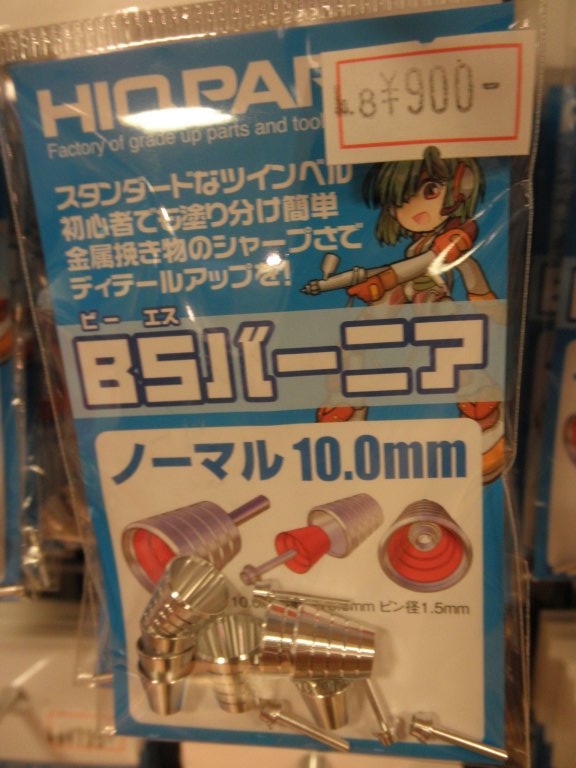 HIQPAR
Factory of grade up parts and tool
8¥900-
スタンダードなツインベル
初心者でも塗り分け簡単
金属挽き物のシャープさで
ディテールアップを!
ビー エス
BSバーニア
ノーマル 10.0mm
ピン径1.5mm